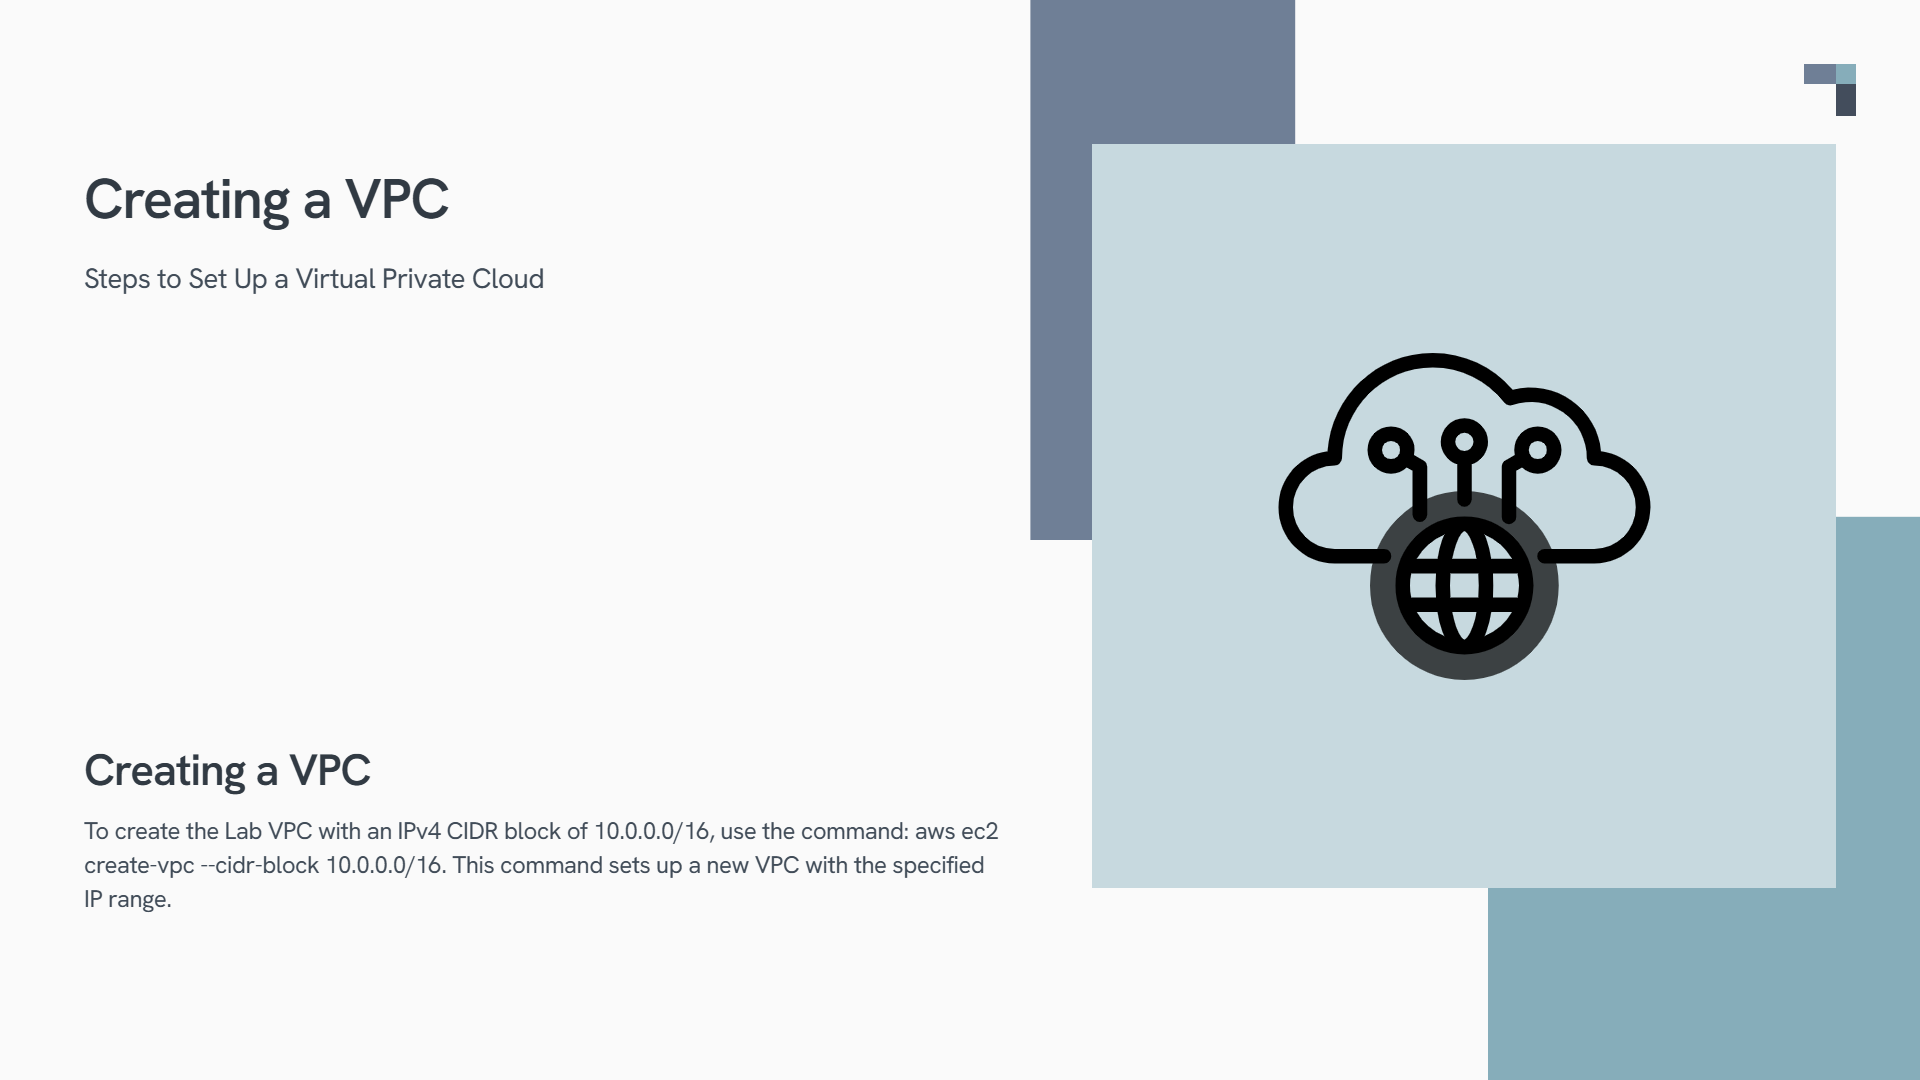 Creating a VPC
Steps to Set Up a Virtual Private Cloud
Creating a VPC
To create the Lab VPC with an IPv4 CIDR block of 10.0.0.0/16, use the command: aws ec2
create-vpc --cidr-block 10.0.0.0/16. This command sets up a new VPC with the specified
IP range.